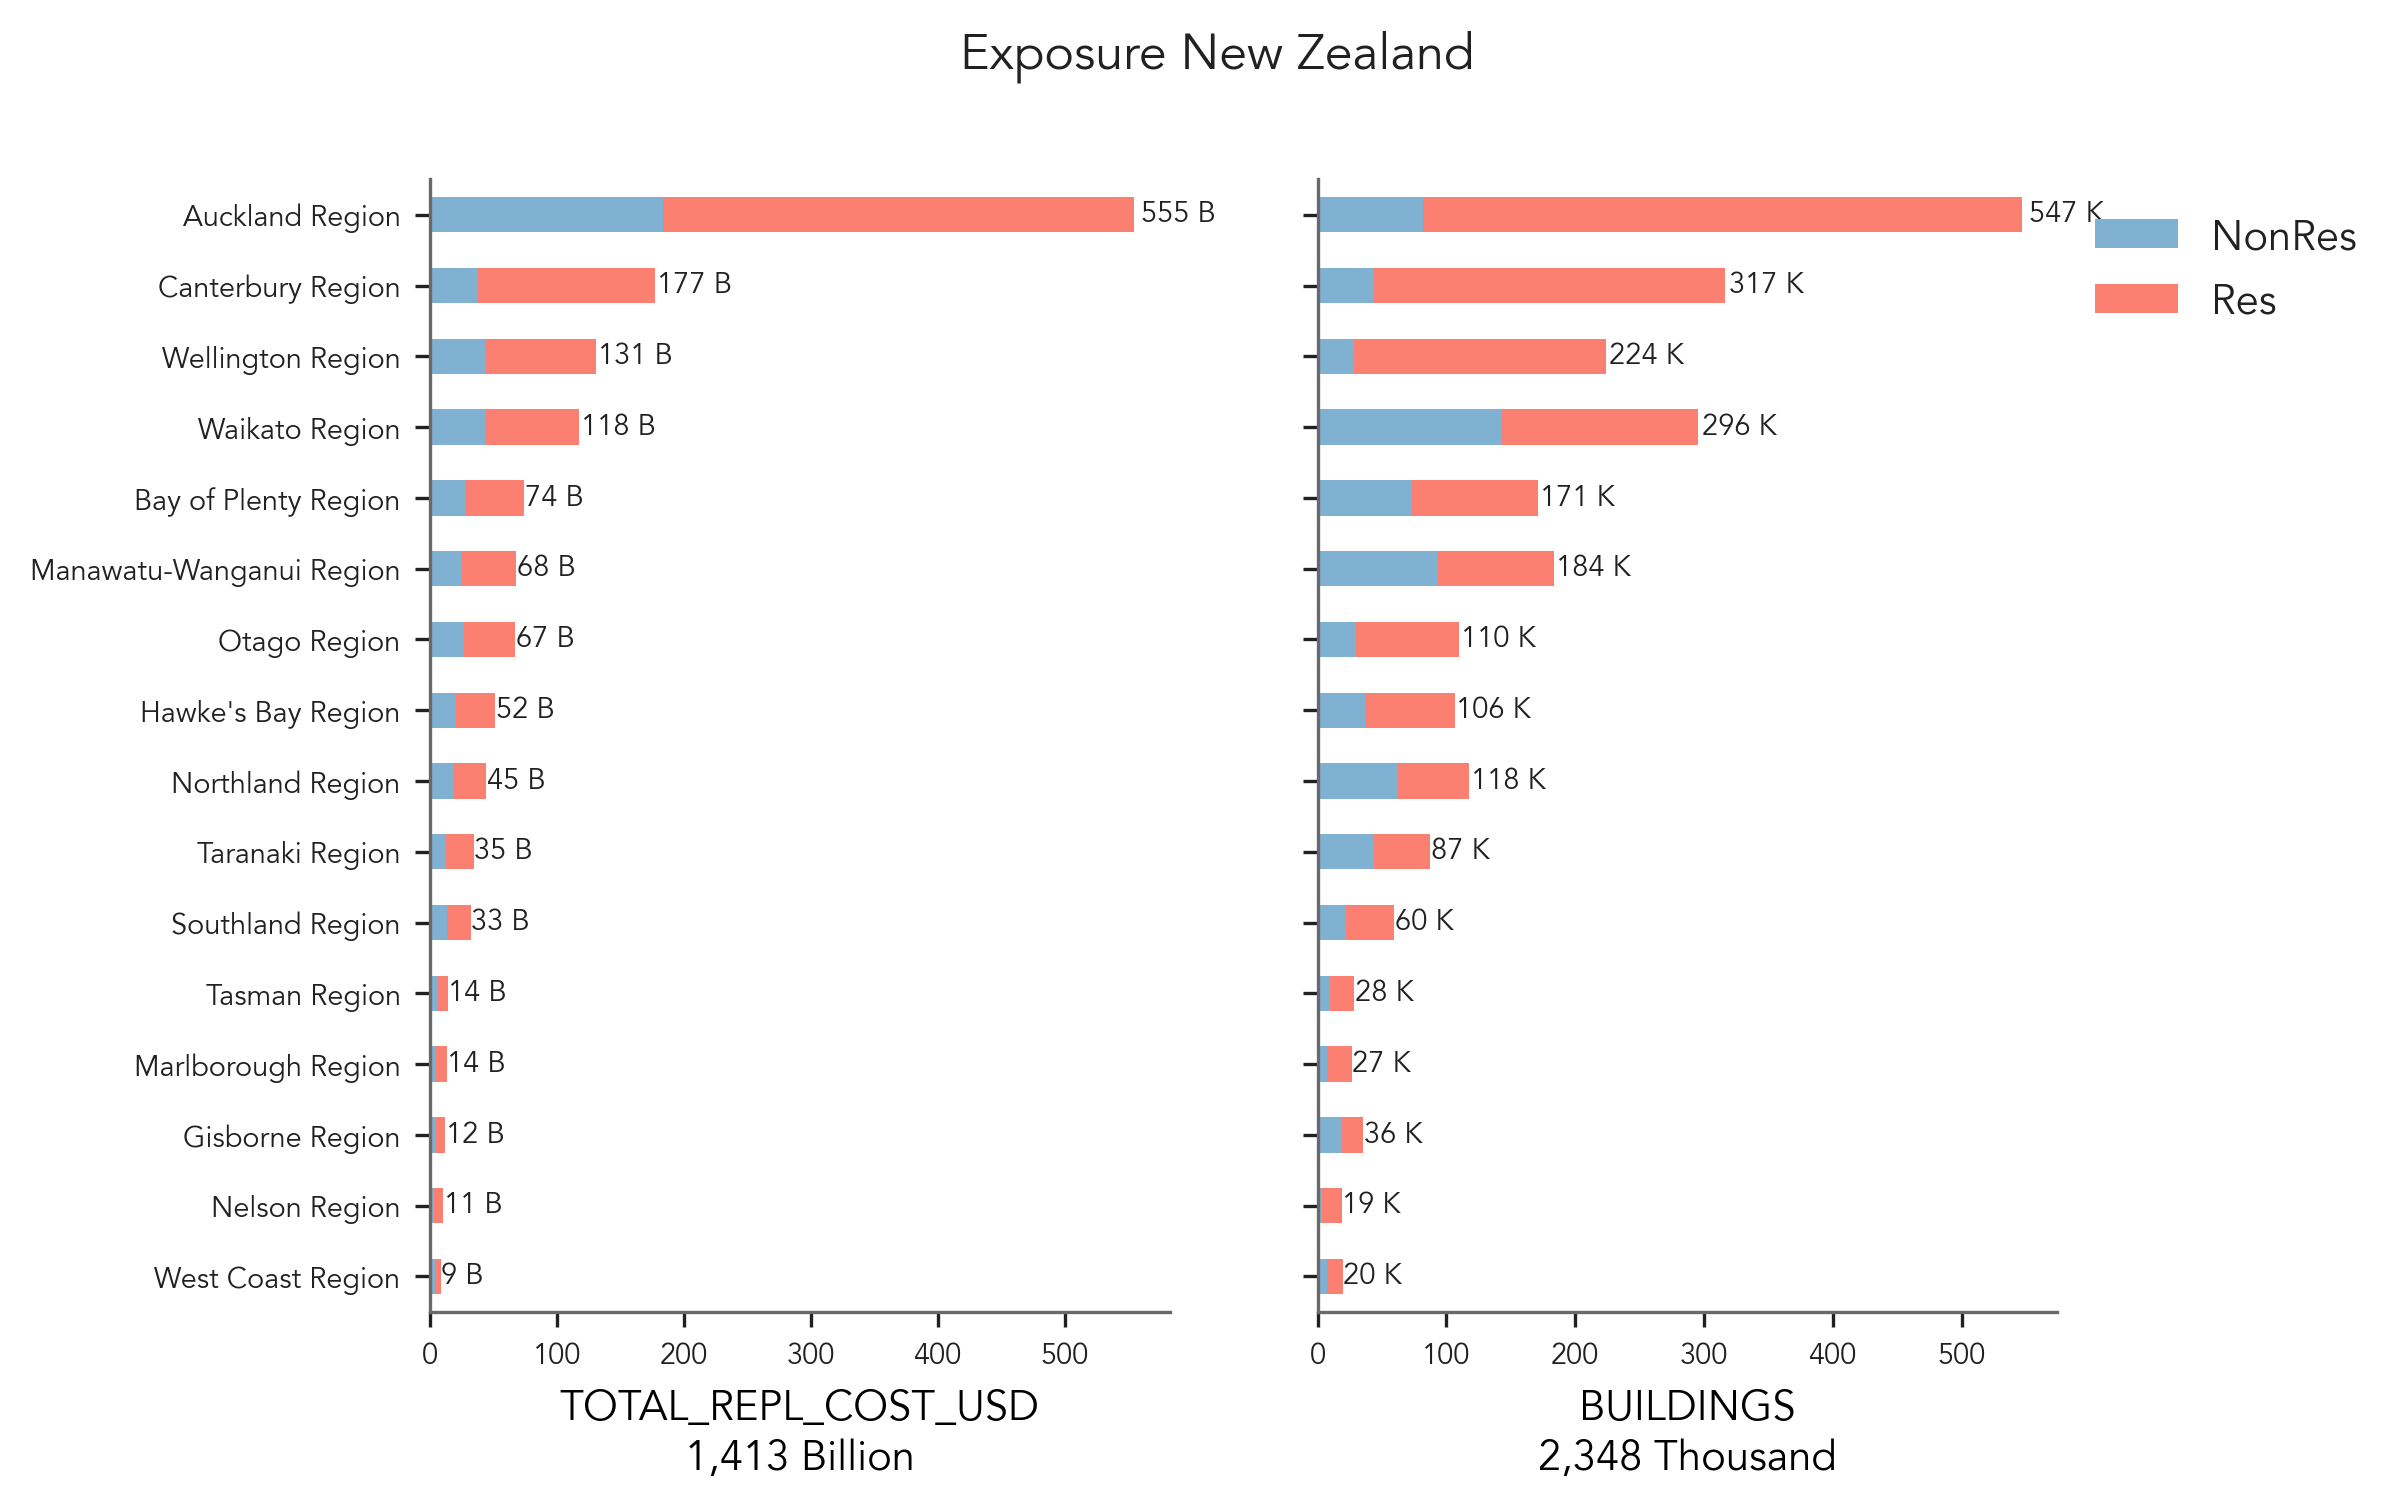 Exposure New Zealand
Auckland Region 555 B 547 K
Canterbury Region 177 B 317 K
Wellington Region 131 B 224 K
Waikato Region 118 B 296 K
Bay of Plenty Region 74 B 171 K
Manawatu-Wanganui Region 68 B 184 K
Otago Region 67 B 110 K
Hawke's Bay Region 52 B 106 K
Northland Region 45 B 118 K
Taranaki Region 35 B 87 K
Southland Region 33 B 60 K
Tasman Region 14 B 28 K
Marlborough Region 14 B 27 K
Gisborne Region 12 B 36 K
Nelson Region 11 B 19 K
West Coast Region 9 B 20 K
0 100 200 300 400 500
0 100 200 300 400 500
TOTAL_REPL_COST_USD
1,413 Billion
BUILDINGS
2,348 Thousand
NonRes
Res